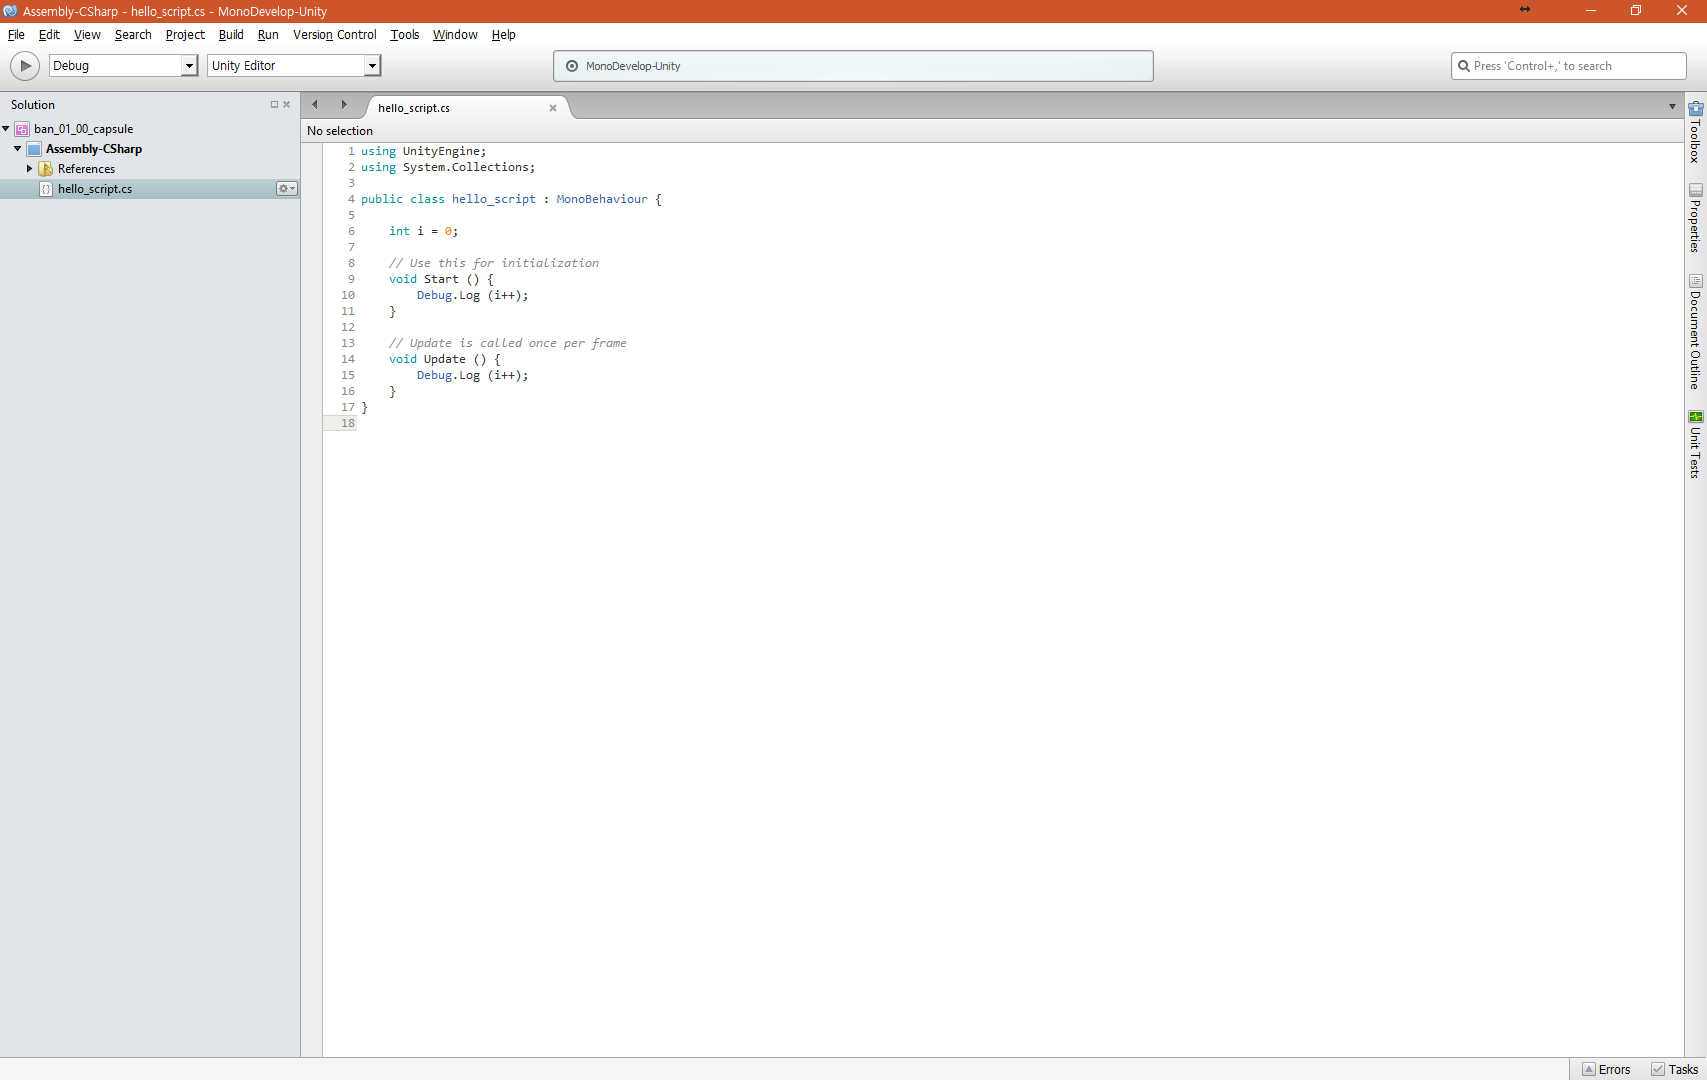 Assembly-CSharp - hello_script.cs - MonoDevelop-Unity
File Edit View Search Project Build Run Version Control Tools Window Help
Debug Unity Editor MonoDevelop-Unity Press 'Control+,' to search
Solution
ban_01_00_capsule
Assembly-CSharp
References
hello_script.cs
hello_script.cs
No selection
1 using UnityEngine;
2 using System.Collections;
3
4 public class hello_script : MonoBehaviour {
5
6     int i = 0;
7
8     // Use this for initialization
9     void Start () {
10         Debug.Log (i++);
11     }
12
13     // Update is called once per frame
14     void Update () {
15         Debug.Log (i++);
16     }
17 }
18
Toolbox
Properties
Document Outline
Unit Tests
Errors Tasks